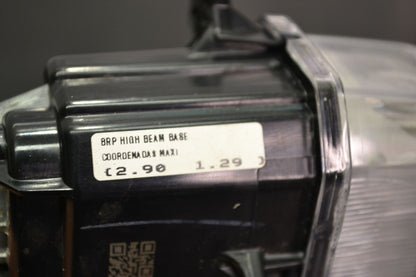 BRP HIGH BEAM BASE
COORDENADAS MAXI
(2.90 1.29 )